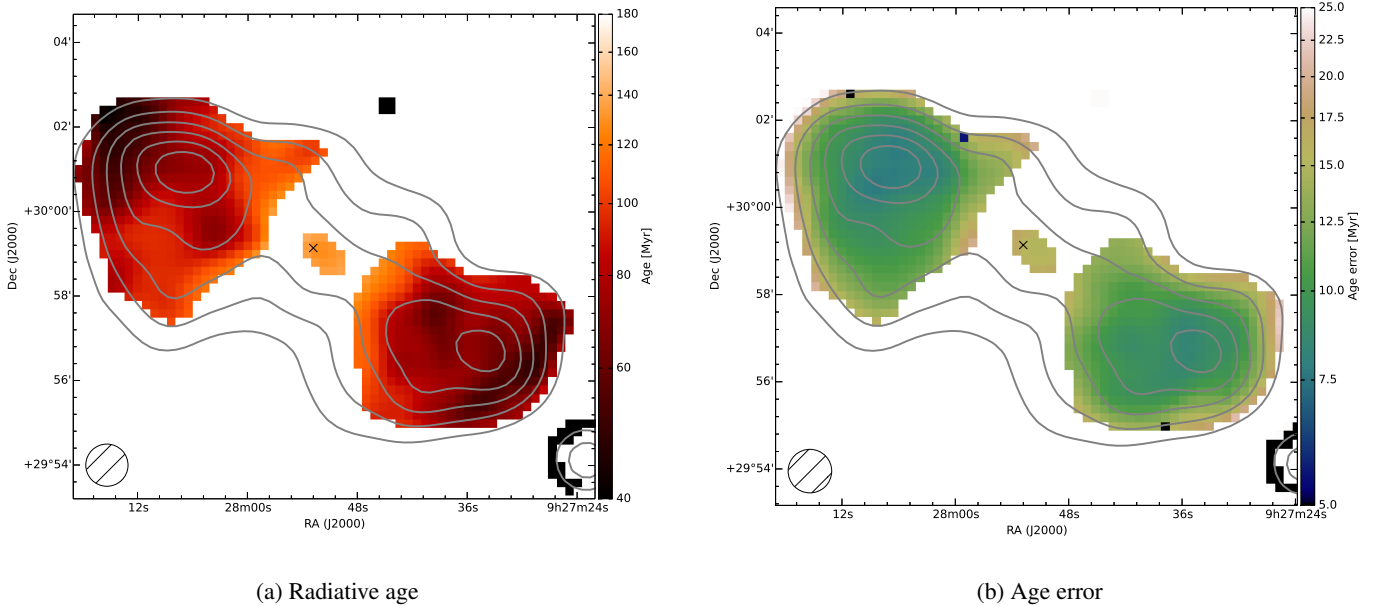 04'
02'
+30°00'
58'
56'
+29°54'
Dec (J2000)
12s
28m00s
48s
36s
9h27m24s
RA (J2000)
180
160
140
120
100
80
60
40
Age [Myr]
(a) Radiative age
04'
02'
+30°00'
58'
56'
+29°54'
Dec (J2000)
12s
28m00s
48s
36s
9h27m24s
RA (J2000)
25.0
22.5
20.0
17.5
15.0
12.5
10.0
7.5
5.0
Age error [Myr]
(b) Age error